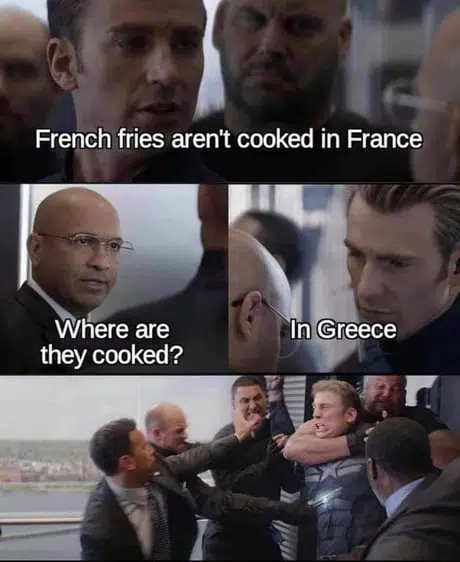 French fries aren't cooked in France
Where are
they cooked?
In Greece